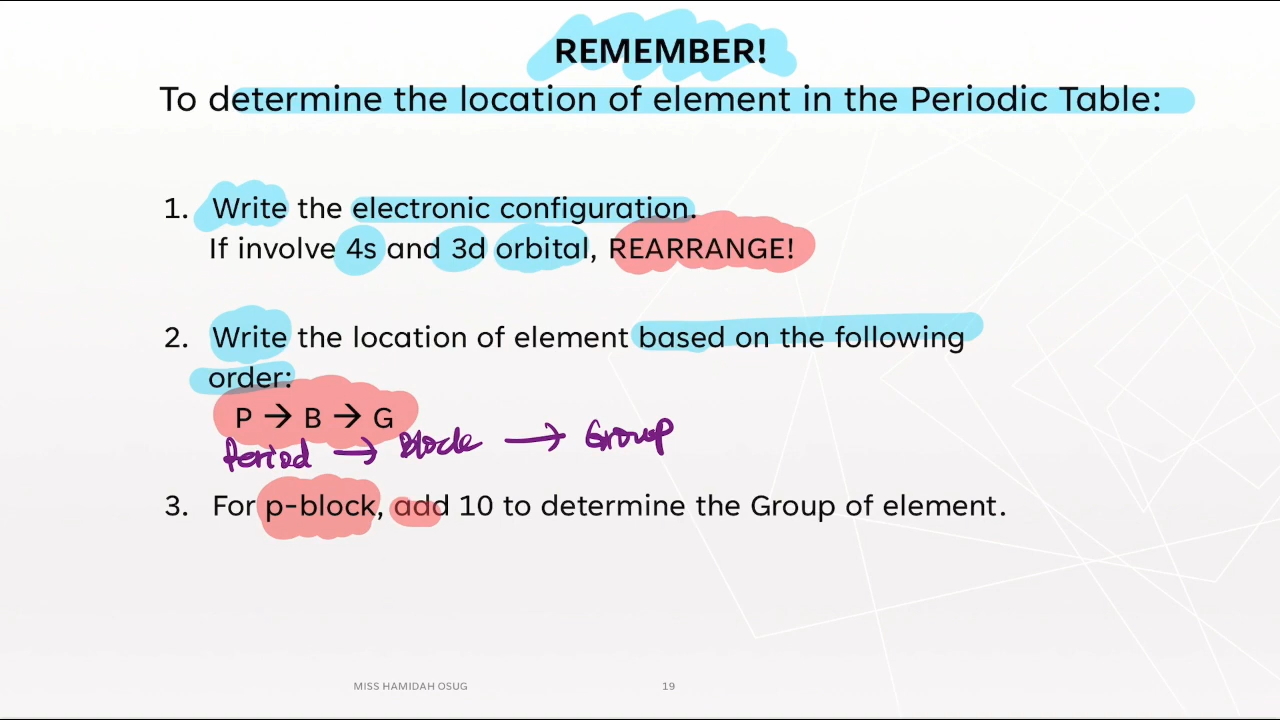 REMEMBER!
To determine the location of element in the Periodic Table:
1. Write the electronic configuration.
If involve 4s and 3d orbital, REARRANGE!
2. Write the location of element based on the following
order:
P → B → G
Period → Block → Group
3. For p-block, add 10 to determine the Group of element.
MISS HAMIDAH OSUG 19